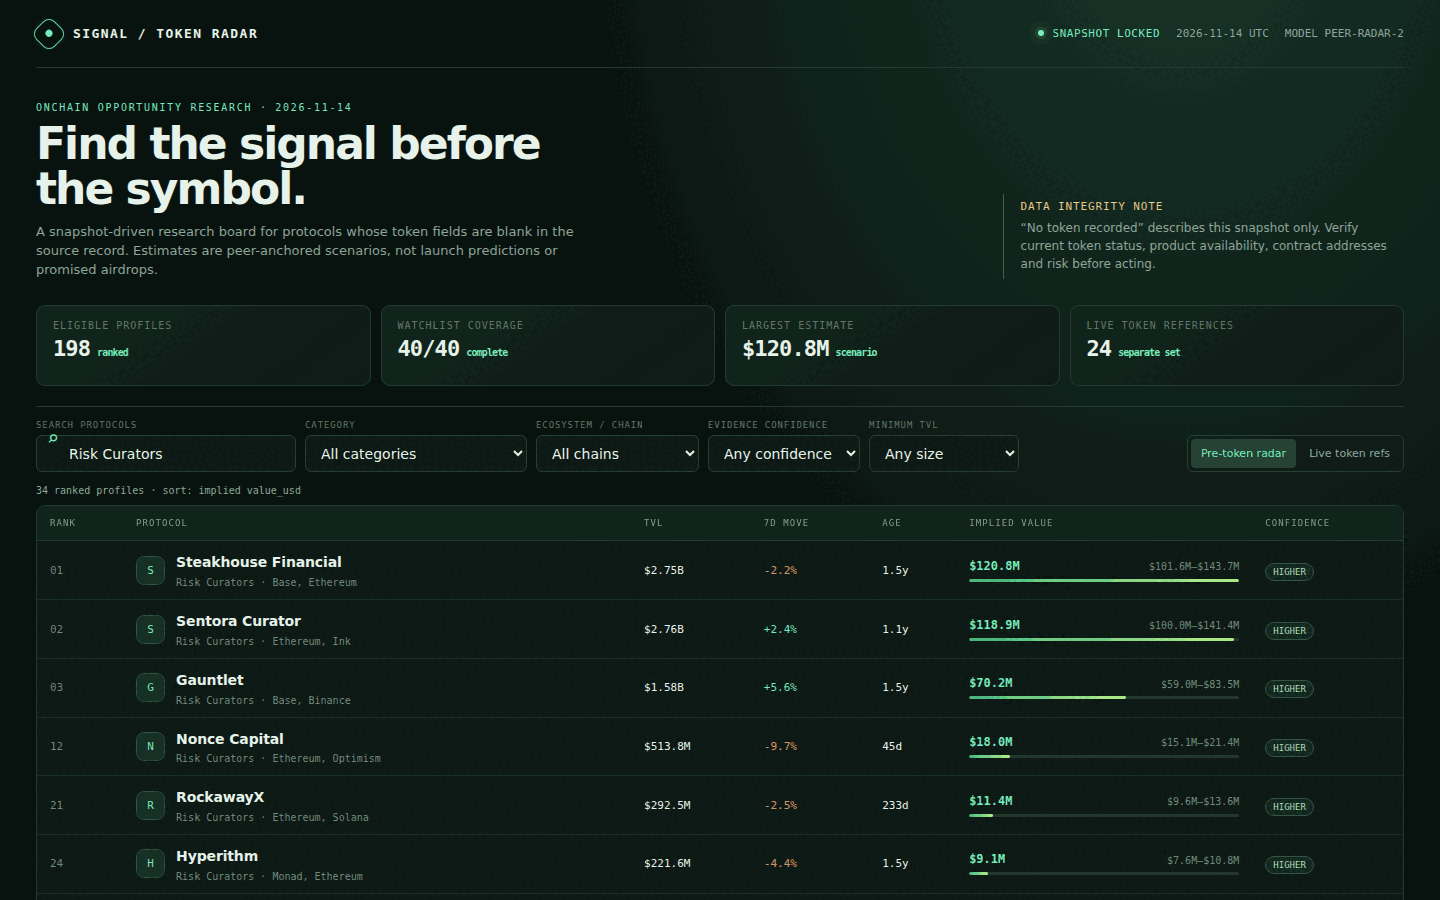 SIGNAL / TOKEN RADAR
SNAPSHOT LOCKED 2026-11-14 UTC MODEL PEER-RADAR-2
ONCHAIN OPPORTUNITY RESEARCH · 2026-11-14
Find the signal before
the symbol.
A snapshot-driven research board for protocols whose token fields are blank in the
source record. Estimates are peer-anchored scenarios, not launch predictions or
promised airdrops.
DATA INTEGRITY NOTE
“No token recorded” describes this snapshot only. Verify
current token status, product availability, contract addresses
and risk before acting.
ELIGIBLE PROFILES
198 ranked
WATCHLIST COVERAGE
40/40 complete
LARGEST ESTIMATE
$120.8M scenario
LIVE TOKEN REFERENCES
24 separate set
SEARCH PROTOCOLS CATEGORY ECOSYSTEM / CHAIN EVIDENCE CONFIDENCE MINIMUM TVL
Risk Curators All categories All chains Any confidence Any size Pre-token radar Live token refs
34 ranked profiles · sort: implied value_usd
RANK PROTOCOL TVL 7D MOVE AGE IMPLIED VALUE CONFIDENCE
01 S Steakhouse Financial $2.75B -2.2% 1.5y $120.8M $101.6M–$143.7M HIGHER
Risk Curators · Base, Ethereum
02 S Sentora Curator $2.76B +2.4% 1.1y $118.9M $100.0M–$141.4M HIGHER
Risk Curators · Ethereum, Ink
03 G Gauntlet $1.58B +5.6% 1.5y $70.2M $59.0M–$83.5M HIGHER
Risk Curators · Base, Binance
12 N Nonce Capital $513.8M -9.7% 45d $18.0M $15.1M–$21.4M HIGHER
Risk Curators · Ethereum, Optimism
21 R RockawayX $292.5M -2.5% 233d $11.4M $9.6M–$13.6M HIGHER
Risk Curators · Ethereum, Solana
24 H Hyperithm $221.6M -4.4% 1.5y $9.1M $7.6M–$10.8M HIGHER
Risk Curators · Monad, Ethereum